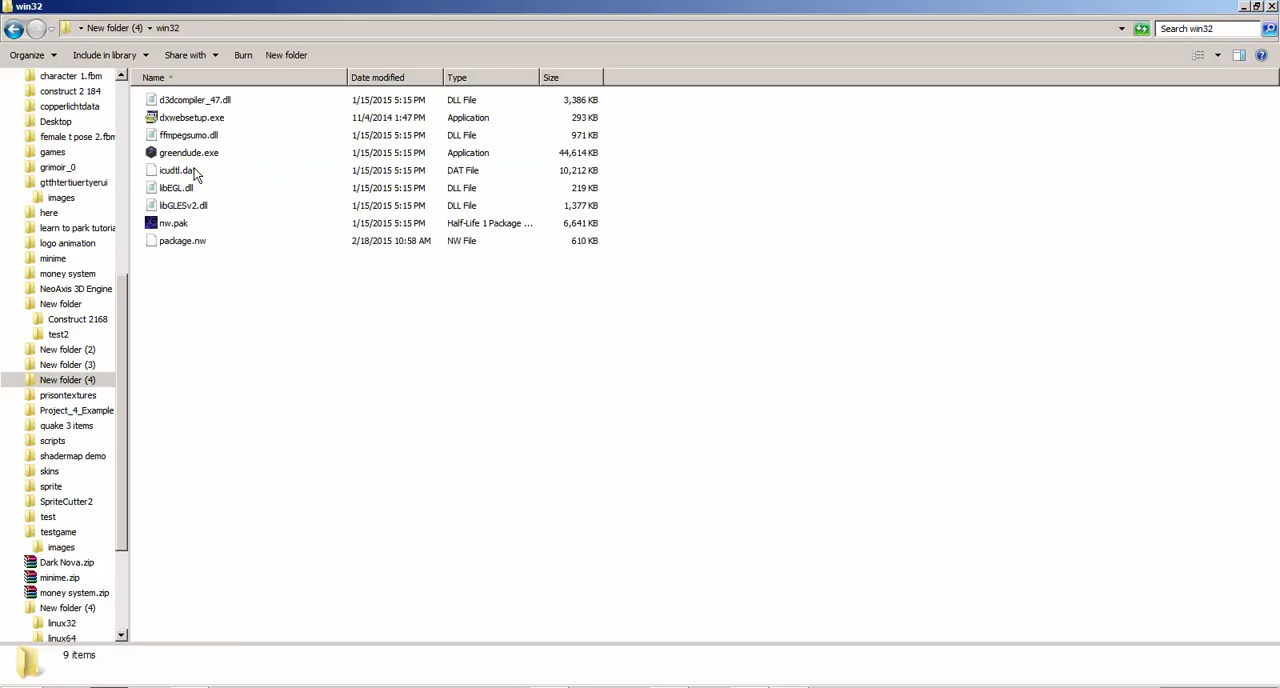 win32
New folder (4) win32
Search win32
Organize Include in library Share with Burn New folder
Name Date modified Type Size
d3dcompiler_47.dll 1/15/2015 5:15 PM DLL File 3,386 KB
dxwebsetup.exe 11/4/2014 1:47 PM Application 293 KB
ffmpegsumo.dll 1/15/2015 5:15 PM DLL File 971 KB
greendude.exe 1/15/2015 5:15 PM Application 44,614 KB
icudtl.dat 1/15/2015 5:15 PM DAT File 10,212 KB
libEGL.dll 1/15/2015 5:15 PM DLL File 219 KB
libGLESv2.dll 1/15/2015 5:15 PM DLL File 1,377 KB
nw.pak 1/15/2015 5:15 PM Half-Life 1 Package ... 6,641 KB
package.nw 2/18/2015 10:58 AM NW File 610 KB
character 1.fbm
construct 2 184
copperlichtdata
Desktop
female t pose 2.fbm
games
grimoir_0
gtthtertiuertyerui
images
here
learn to park tutoria
logo animation
minime
money system
NeoAxis 3D Engine
New folder
Construct 2168
test2
New folder (2)
New folder (3)
New folder (4)
prisontextures
Project_4_Example
quake 3 items
scripts
shadermap demo
skins
sprite
SpriteCutter2
test
testgame
images
Dark Nova.zip
minime.zip
money system.zip
New folder (4)
linux32
linux64
9 items